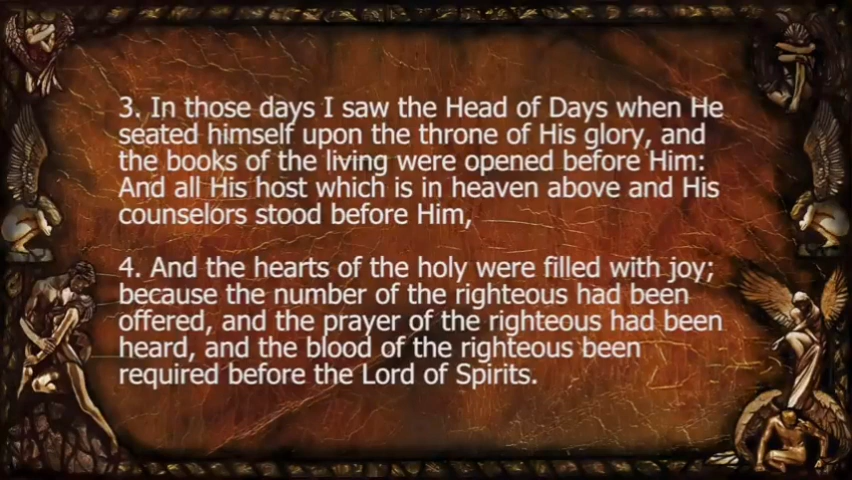 3. In those days I saw the Head of Days when He
seated himself upon the throne of His glory, and
the books of the living were opened before Him:
And all His host which is in heaven above and His
counselors stood before Him,
4. And the hearts of the holy were filled with joy;
because the number of the righteous had been
offered, and the prayer of the righteous had been
heard, and the blood of the righteous been
required before the Lord of Spirits.